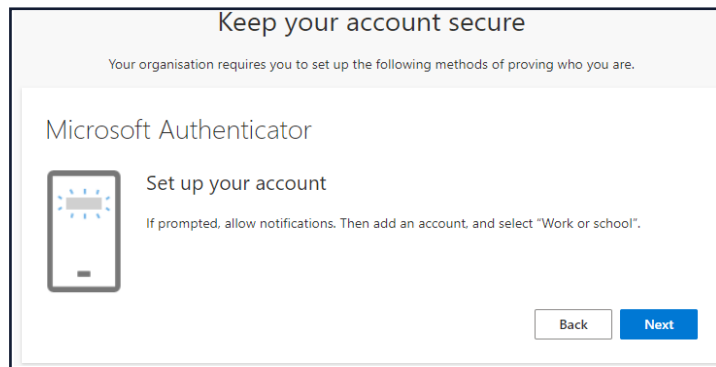 Keep your account secure
Your organisation requires you to set up the following methods of proving who you are.
Microsoft Authenticator
Set up your account
If prompted, allow notifications. Then add an account, and select "Work or school".
Back Next